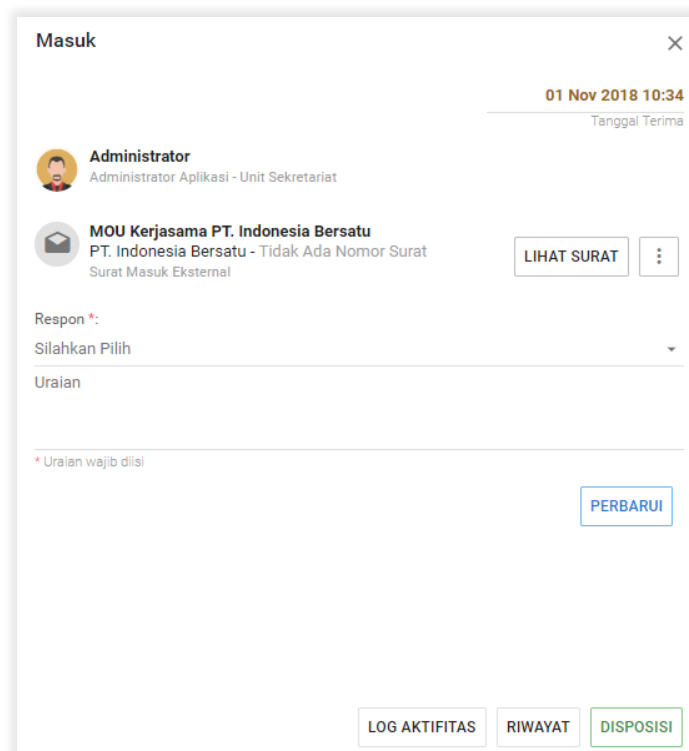 Masuk
01 Nov 2018 10:34
Tanggal Terima
Administrator
Administrator Aplikasi - Unit Sekretariat
MOU Kerjasama PT. Indonesia Bersatu
PT. Indonesia Bersatu - Tidak Ada Nomor Surat
Surat Masuk Eksternal
LIHAT SURAT
Respon *:
Silahkan Pilih
Uraian
* Uraian wajib diisi
PERBARUI
LOG AKTIFITAS RIWAYAT DISPOSISI